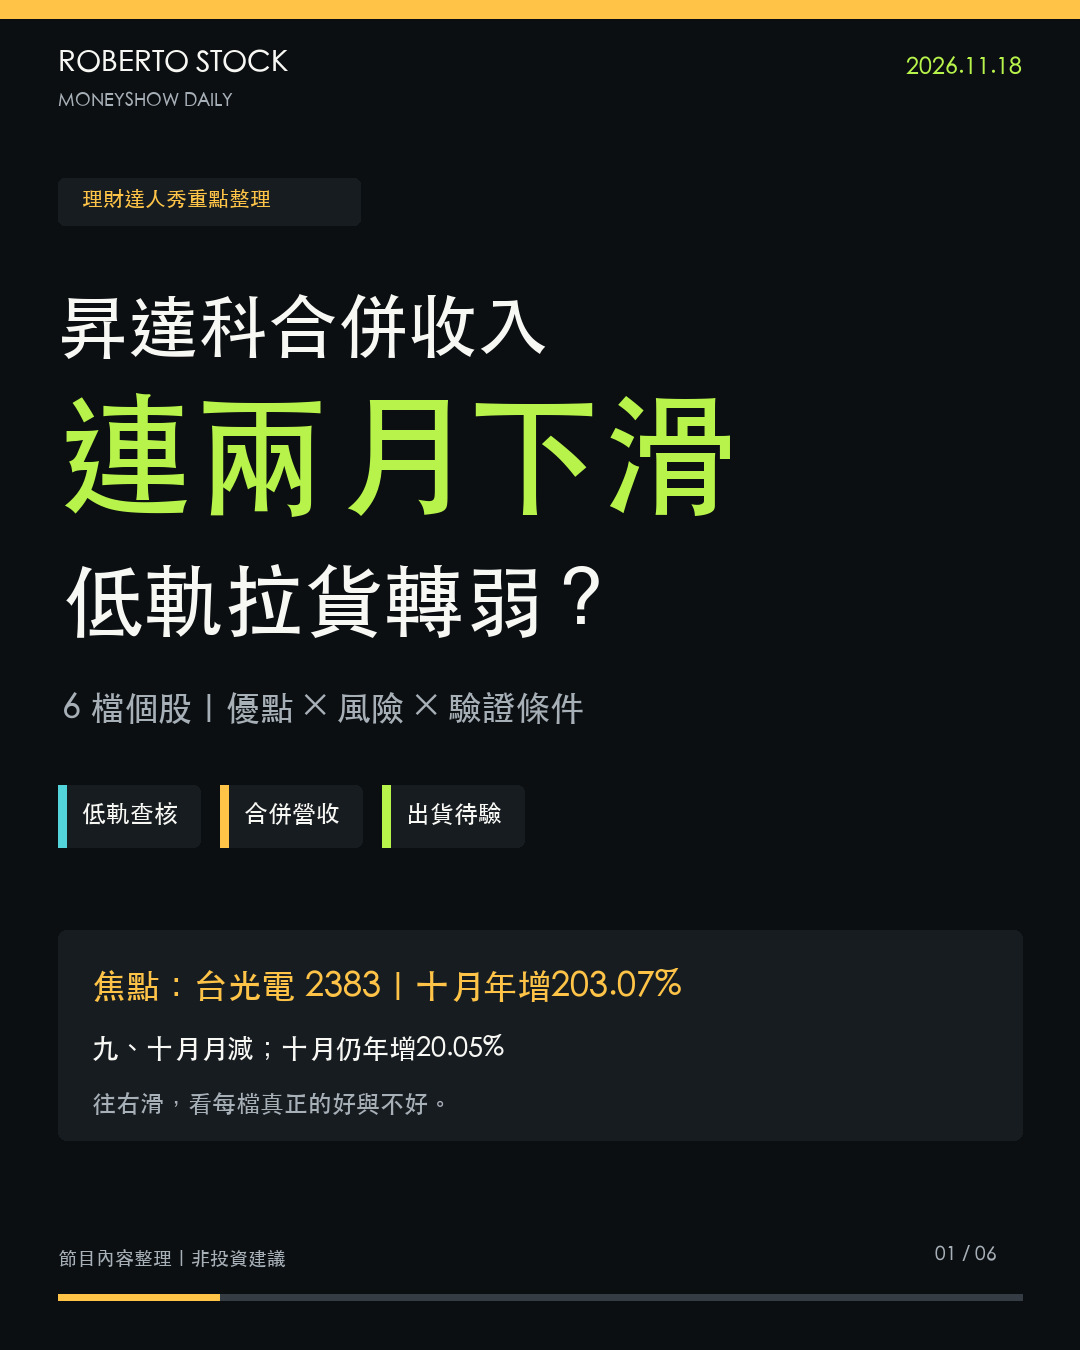 ROBERTO STOCK
MONEYSHOW DAILY
2026.11.18
理財達人秀重點整理
昇達科合併收入
連兩月下滑
低軌拉貨轉弱？
6 檔個股｜優點 × 風險 × 驗證條件
低軌查核
合併營收
出貨待驗
焦點：台光電 2383｜十月年增203.07%
九、十月月減；十月仍年增20.05%
往右滑，看每檔真正的好與不好。
節目內容整理｜非投資建議
01 / 06